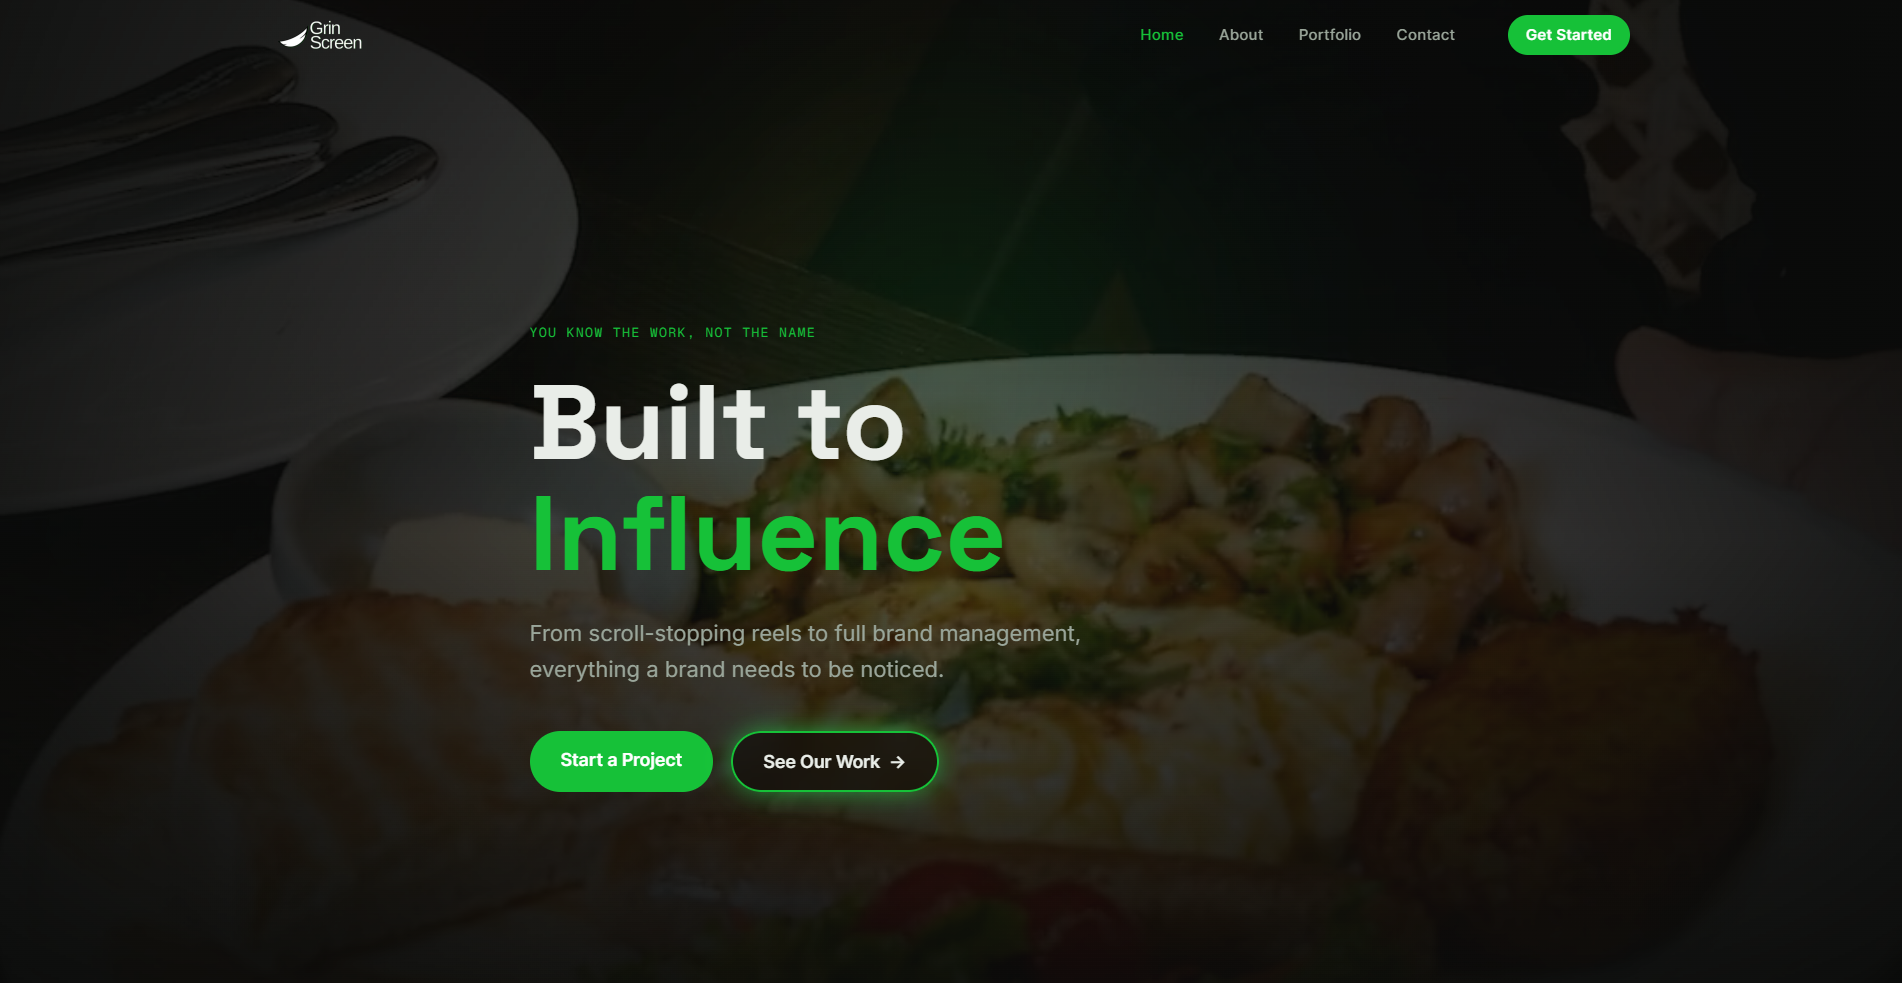 Grin
Screen
Home
About
Portfolio
Contact
Get Started
YOU KNOW THE WORK, NOT THE NAME
Built to
Influence
From scroll-stopping reels to full brand management,
everything a brand needs to be noticed.
Start a Project
See Our Work →